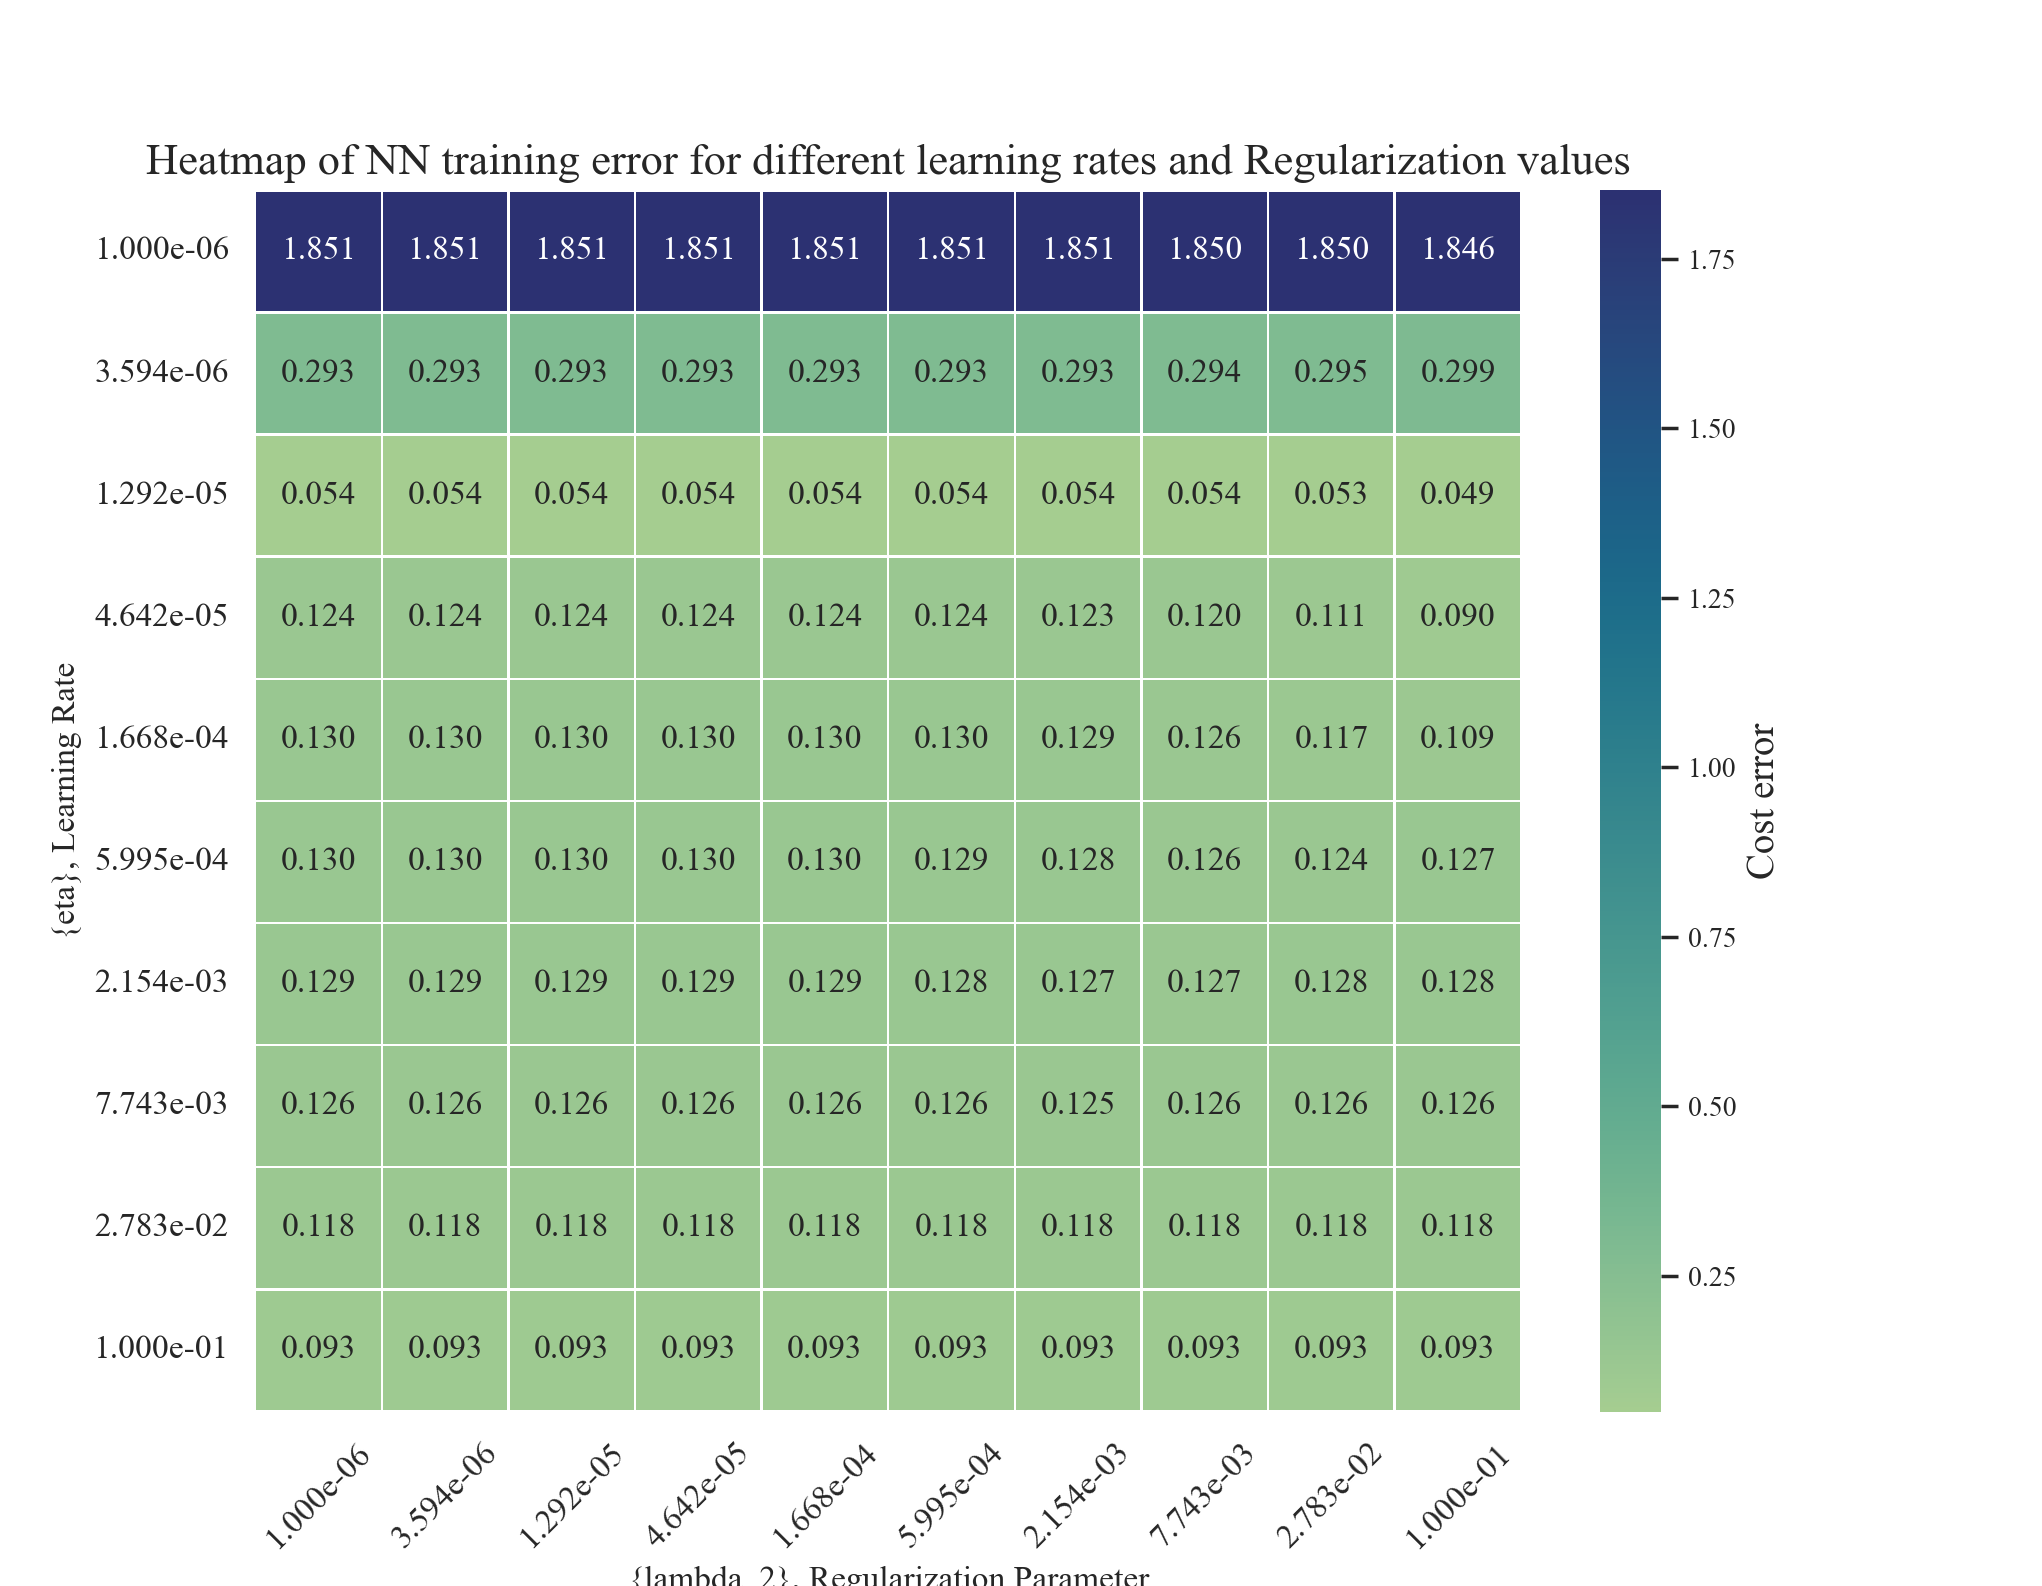 Heatmap of NN training error for different learning rates and Regularization values
1.000e-06 1.851 1.851 1.851 1.851 1.851 1.851 1.851 1.850 1.850 1.846
3.594e-06 0.293 0.293 0.293 0.293 0.293 0.293 0.293 0.294 0.295 0.299
1.292e-05 0.054 0.054 0.054 0.054 0.054 0.054 0.054 0.054 0.053 0.049
4.642e-05 0.124 0.124 0.124 0.124 0.124 0.124 0.123 0.120 0.111 0.090
1.668e-04 0.130 0.130 0.130 0.130 0.130 0.130 0.129 0.126 0.117 0.109
5.995e-04 0.130 0.130 0.130 0.130 0.130 0.129 0.128 0.126 0.124 0.127
2.154e-03 0.129 0.129 0.129 0.129 0.129 0.128 0.127 0.127 0.128 0.128
7.743e-03 0.126 0.126 0.126 0.126 0.126 0.126 0.125 0.126 0.126 0.126
2.783e-02 0.118 0.118 0.118 0.118 0.118 0.118 0.118 0.118 0.118 0.118
1.000e-01 0.093 0.093 0.093 0.093 0.093 0.093 0.093 0.093 0.093 0.093
1.000e-06 3.594e-06 1.292e-05 4.642e-05 1.668e-04 5.995e-04 2.154e-03 7.743e-03 2.783e-02 1.000e-01
{lambda_2}, Regularization Parameter
{eta}, Learning Rate
1.75
1.50
1.25
1.00
0.75
0.50
0.25
Cost error